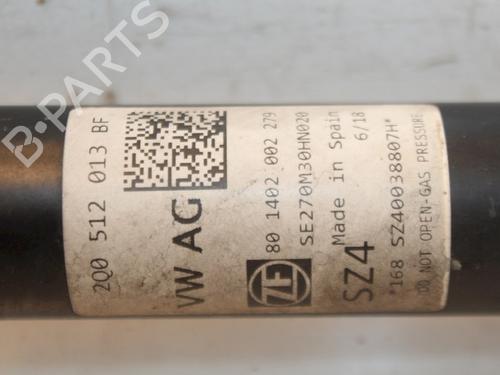 2Q0 512 013 BF
VW AG
ZF
80 1402 002 279
SE270M30HN020
SZ4
Made in Spain
6/18
*168 SZ40038807H*
DO NOT OPEN-GAS PRESSURE
B-PARTS